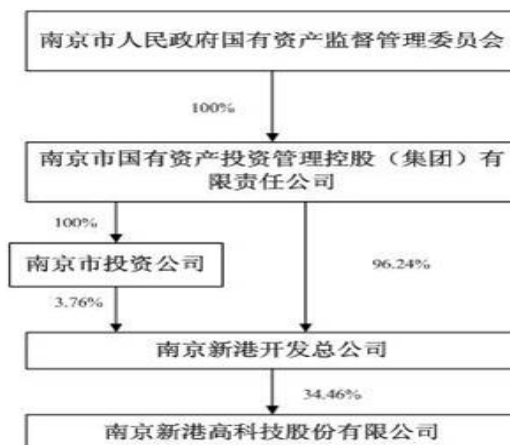 南京市人民政府国有资产监督管理委员会
100%
南京市国有资产投资管理控股（集团）有
限责任公司
100%
南京市投资公司
96.24%
3.76%
南京新港开发总公司
34.46%
南京新港高科技股份有限公司